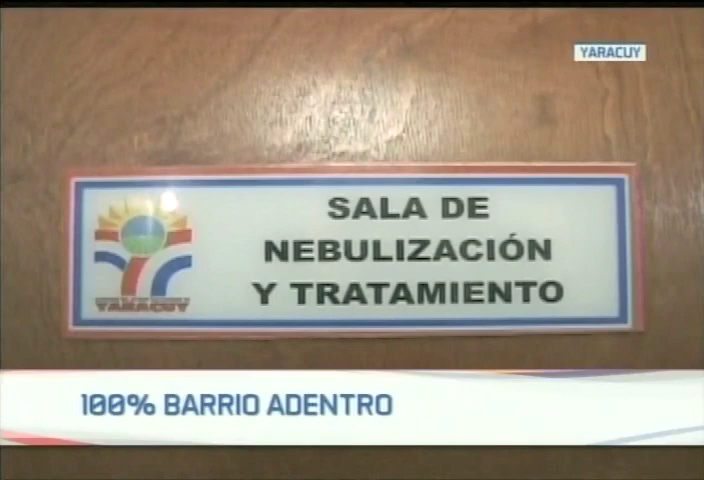 YARACUY
SALA DE
NEBULIZACIÓN
Y TRATAMIENTO
YARACUY
100% BARRIO ADENTRO